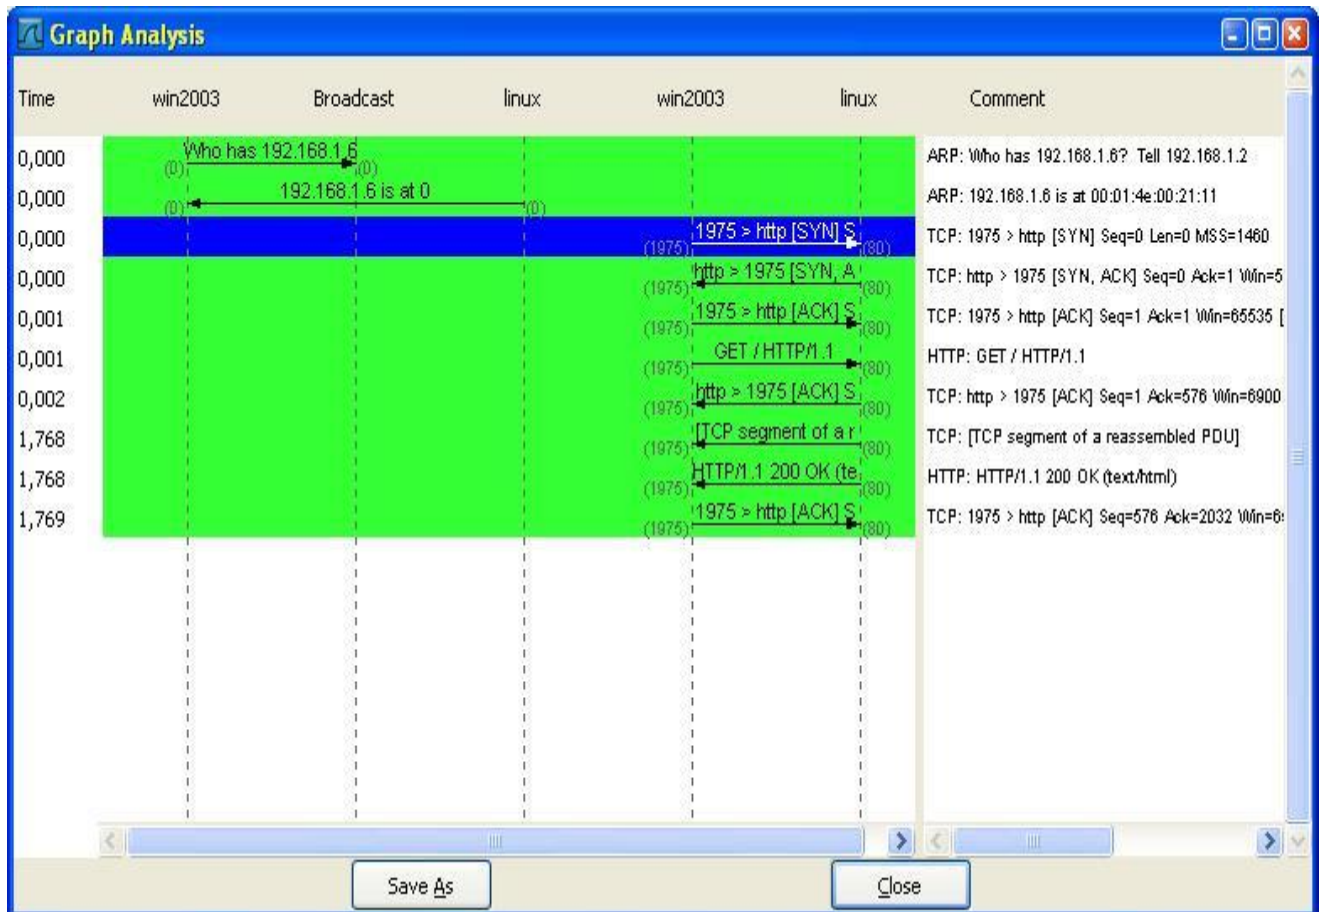 Graph Analysis
Time win2003 Broadcast linux win2003 linux Comment
0,000 Who has 192.168.1.6 (0) (0) ARP: Who has 192.168.1.6? Tell 192.168.1.2
0,000 192.168.1.6 is at 0 (0) (0) ARP: 192.168.1.6 is at 00:01:4e:00:21:11
0,000 1975 > http [SYN] S (1975) (80) TCP: 1975 > http [SYN] Seq=0 Len=0 MSS=1460
0,000 http > 1975 [SYN, A (1975) (80) TCP: http > 1975 [SYN, ACK] Seq=0 Ack=1 Win=5
0,001 1975 > http [ACK] S (1975) (80) TCP: 1975 > http [ACK] Seq=1 Ack=1 Win=65535 [
0,001 GET / HTTP/1.1 (1975) (80) HTTP: GET / HTTP/1.1
0,002 http > 1975 [ACK] S (1975) (80) TCP: http > 1975 [ACK] Seq=1 Ack=576 Win=6900
1,768 [TCP segment of a r (1975) (80) TCP: [TCP segment of a reassembled PDU]
1,768 HTTP/1.1 200 OK (te (1975) (80) HTTP: HTTP/1.1 200 OK (text/html)
1,769 1975 > http [ACK] S (1975) (80) TCP: 1975 > http [ACK] Seq=576 Ack=2032 Win=6
Save As Close